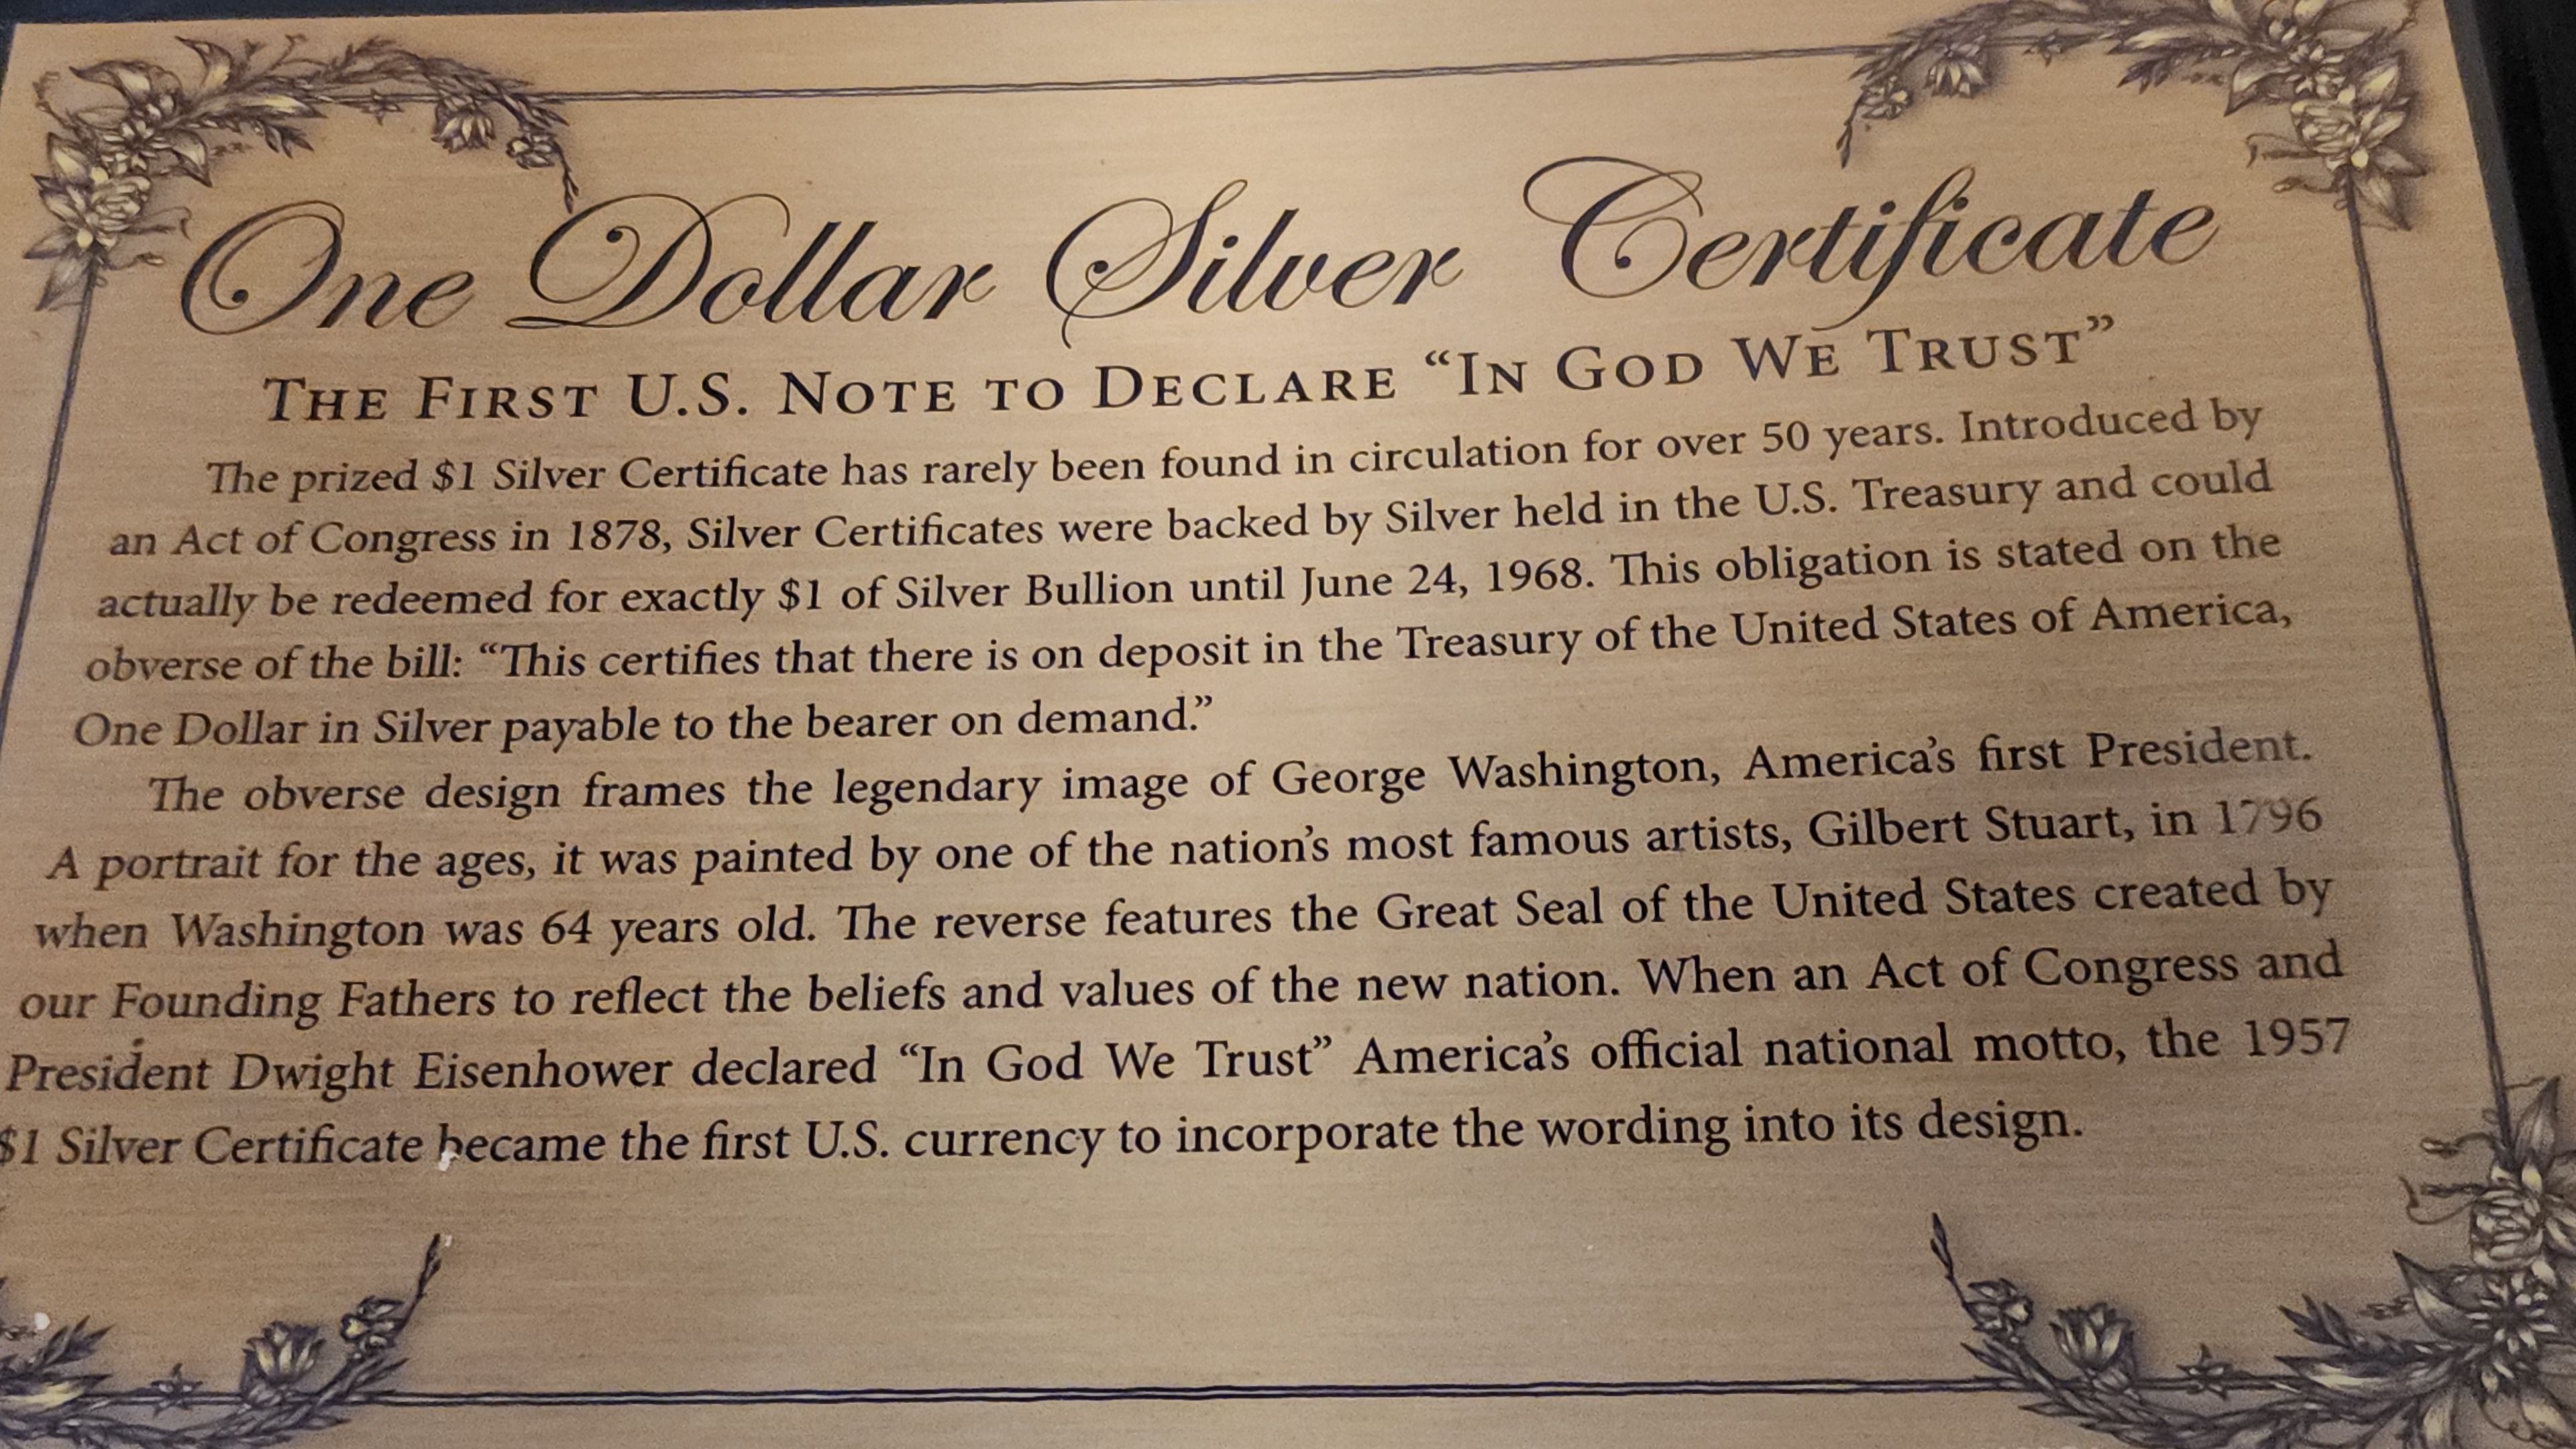 One Dollar Silver Certificate
THE FIRST U.S. NOTE TO DECLARE “IN GOD WE TRUST”
The prized $1 Silver Certificate has rarely been found in circulation for over 50 years. Introduced by
an Act of Congress in 1878, Silver Certificates were backed by Silver held in the U.S. Treasury and could
actually be redeemed for exactly $1 of Silver Bullion until June 24, 1968. This obligation is stated on the
obverse of the bill: “This certifies that there is on deposit in the Treasury of the United States of America,
One Dollar in Silver payable to the bearer on demand.”
The obverse design frames the legendary image of George Washington, America’s first President.
A portrait for the ages, it was painted by one of the nation’s most famous artists, Gilbert Stuart, in 1796
when Washington was 64 years old. The reverse features the Great Seal of the United States created by
our Founding Fathers to reflect the beliefs and values of the new nation. When an Act of Congress and
President Dwight Eisenhower declared “In God We Trust” America’s official national motto, the 1957
$1 Silver Certificate became the first U.S. currency to incorporate the wording into its design.